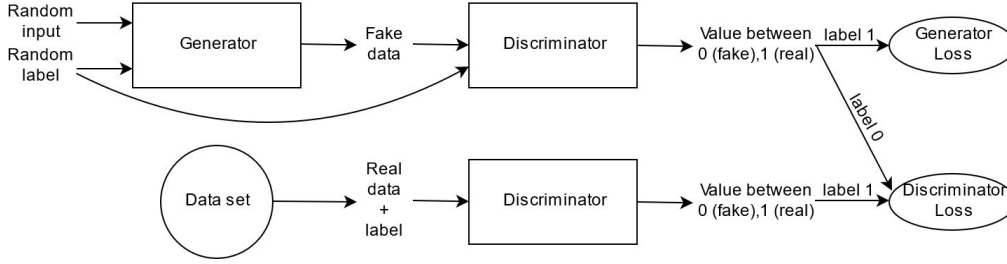 Random
input
Random
label
Generator
Fake
data
Discriminator
Value between
0 (fake),1 (real)
label 1
Generator
Loss
label 0
Data set
Real
data
+
label
Discriminator
Value between
0 (fake),1 (real)
label 1
Discriminator
Loss